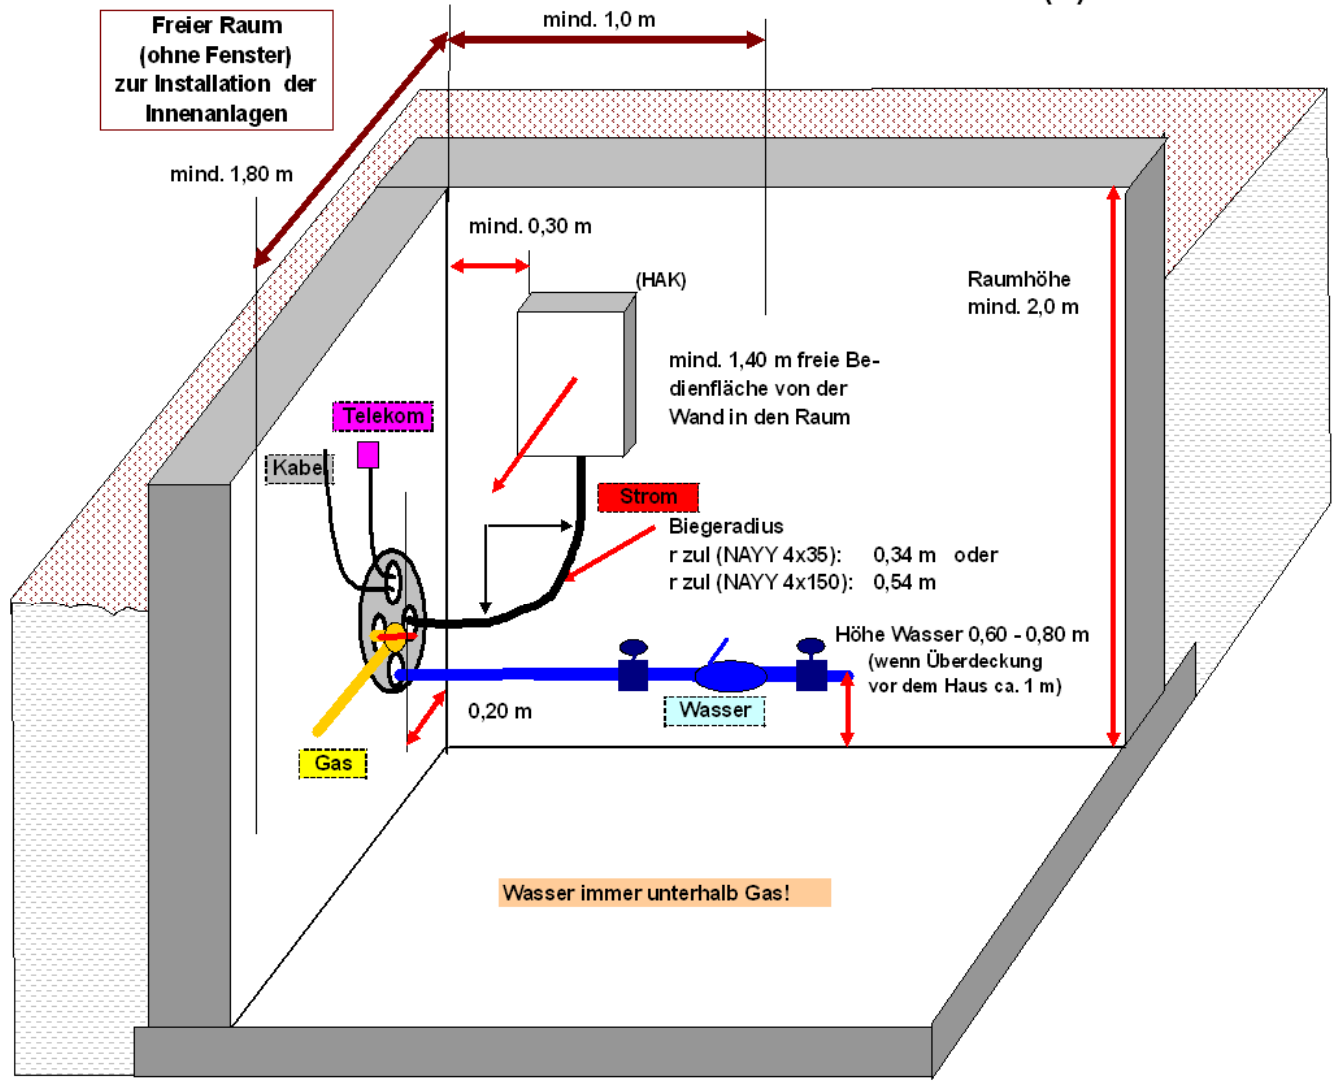 Freier Raum
(ohne Fenster)
zur Installation der
Innenanlagen
mind. 1,0 m
mind. 1,80 m
mind. 0,30 m
(HAK)
Raumhöhe
mind. 2,0 m
mind. 1,40 m freie Be-
dienfläche von der
Wand in den Raum
Telekom
Kabel
Strom
Biegeradius
r zul (NAYY 4x35): 0,34 m oder
r zul (NAYY 4x150): 0,54 m
Höhe Wasser 0,60 - 0,80 m
(wenn Überdeckung
vor dem Haus ca. 1 m)
0,20 m
Wasser
Gas
Wasser immer unterhalb Gas!